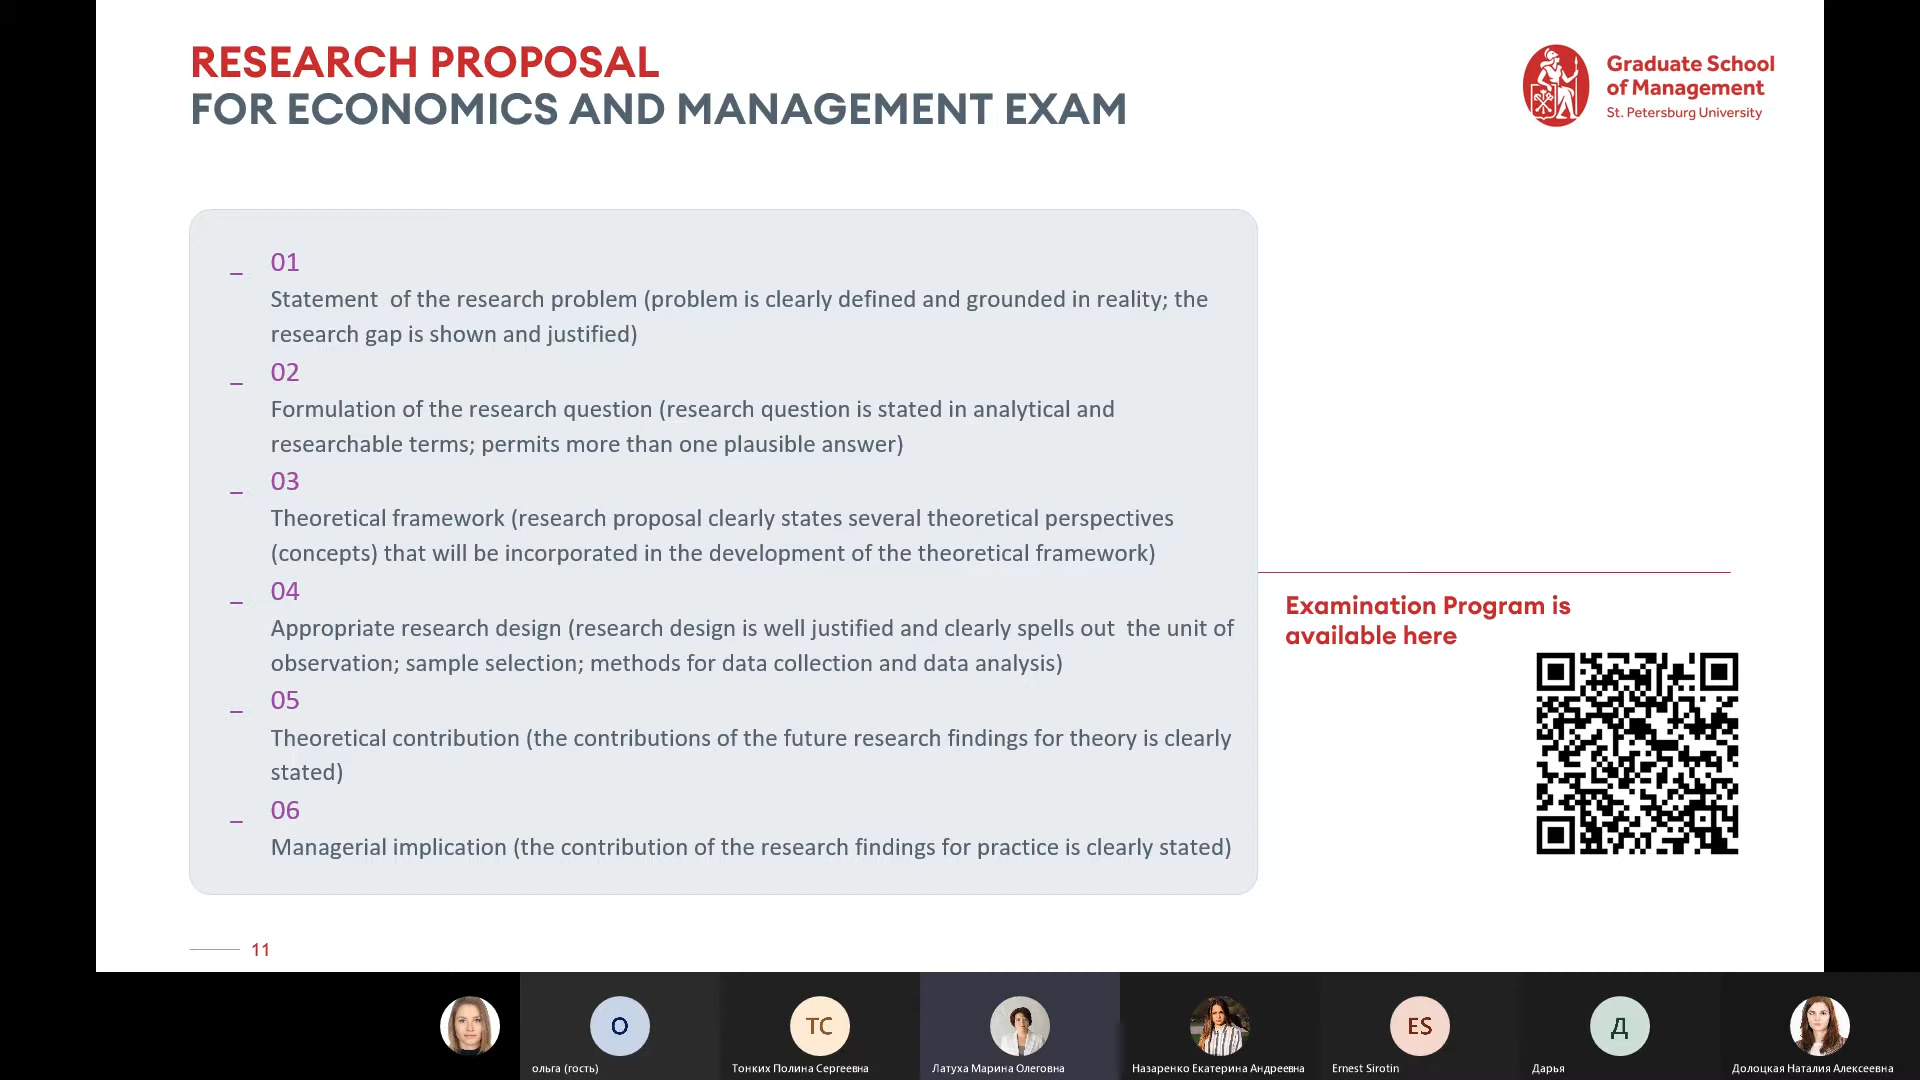 RESEARCH PROPOSAL
FOR ECONOMICS AND MANAGEMENT EXAM
Graduate School
of Management
St. Petersburg University
_ 01
Statement of the research problem (problem is clearly defined and grounded in reality; the
research gap is shown and justified)
_ 02
Formulation of the research question (research question is stated in analytical and
researchable terms; permits more than one plausible answer)
_ 03
Theoretical framework (research proposal clearly states several theoretical perspectives
(concepts) that will be incorporated in the development of the theoretical framework)
_ 04
Appropriate research design (research design is well justified and clearly spells out the unit of
observation; sample selection; methods for data collection and data analysis)
_ 05
Theoretical contribution (the contributions of the future research findings for theory is clearly
stated)
_ 06
Managerial implication (the contribution of the research findings for practice is clearly stated)
Examination Program is
available here
11
О
ТС
ES
Д
ольга (гость)
Тонких Полина Сергеевна
Латуха Марина Олеговна
Назаренко Екатерина Андреевна
Ernest Sirotin
Дарья
Долоцкая Наталия Алексеевна